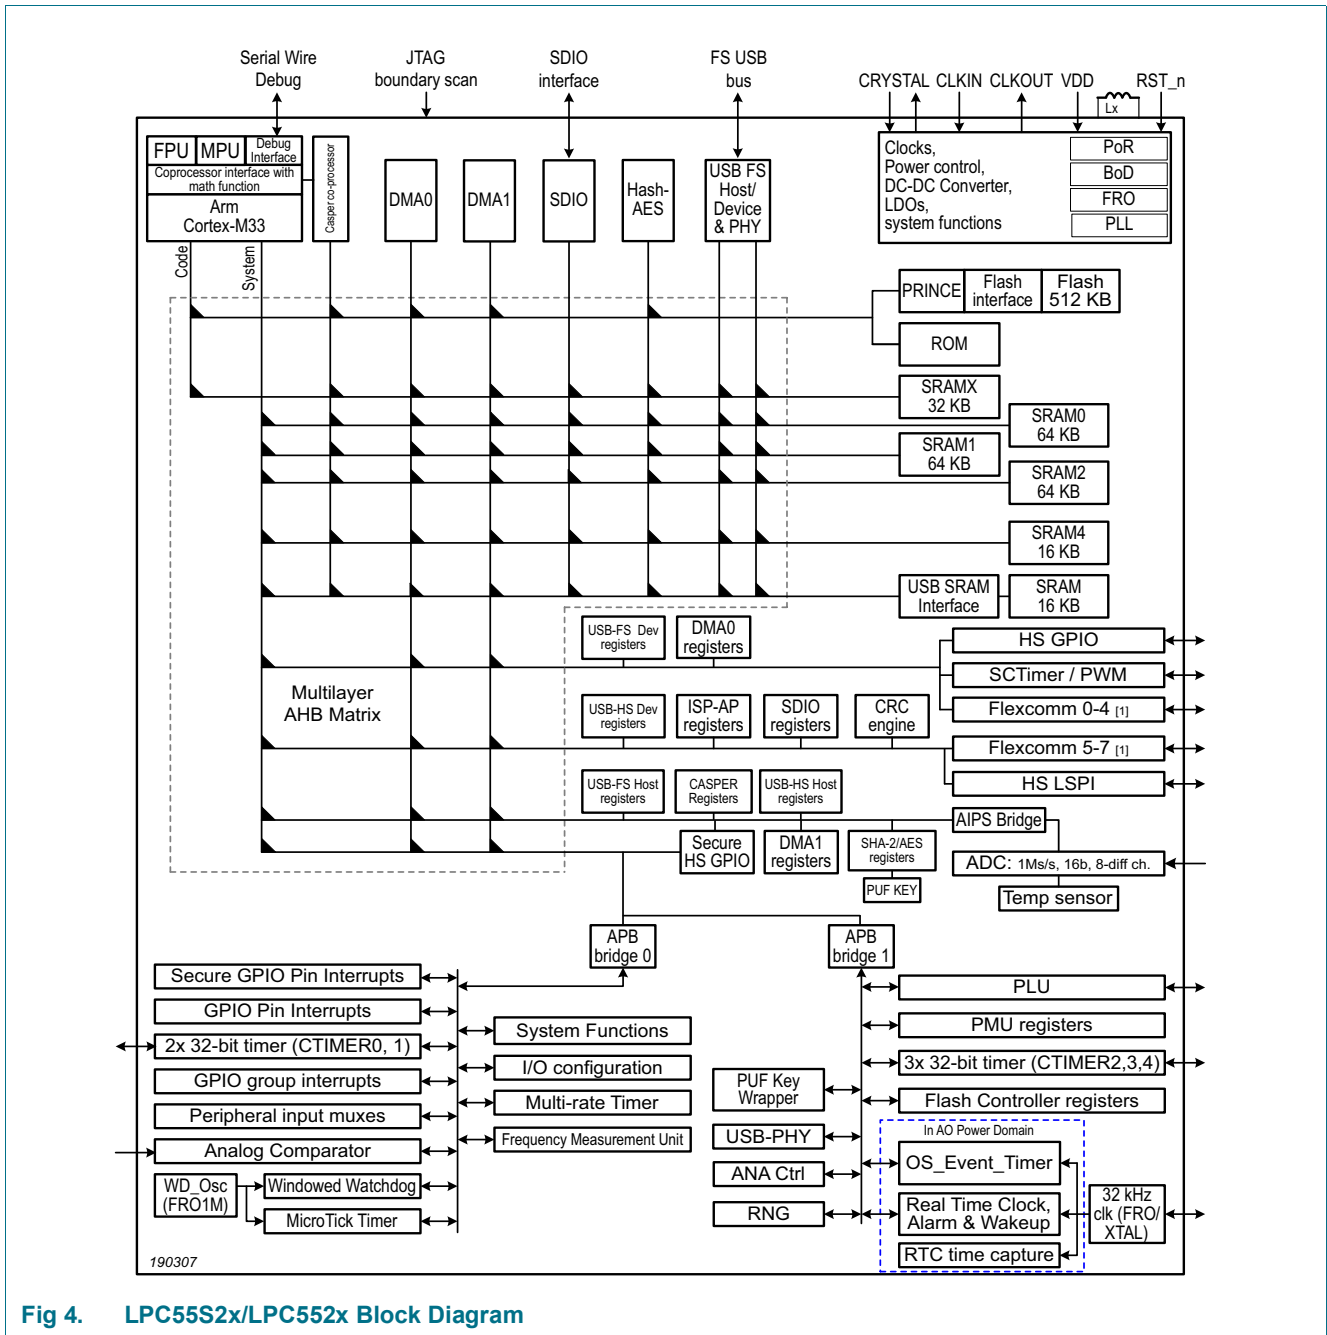 Serial Wire
Debug
JTAG
boundary scan
SDIO
interface
FS USB
bus
CRYSTAL
CLKIN
CLKOUT
VDD
RST_n
Lx
FPU
MPU
Debug
Interface
Coprocessor interface with
math function
Arm
Cortex-M33
Casper co-processor
DMA0
DMA1
SDIO
Hash-
AES
USB FS
Host/
Device
& PHY
Clocks,
Power control,
DC-DC Converter,
LDOs,
system functions
PoR
BoD
FRO
PLL
Code
System
PRINCE
Flash
interface
Flash
512 KB
ROM
SRAMX
32 KB
SRAM0
64 KB
SRAM1
64 KB
SRAM2
64 KB
SRAM4
16 KB
USB SRAM
Interface
SRAM
16 KB
Multilayer
AHB Matrix
USB-FS Dev
registers
DMA0
registers
HS GPIO
SCTimer / PWM
Flexcomm 0-4 [1]
USB-HS Dev
registers
ISP-AP
registers
SDIO
registers
CRC
engine
Flexcomm 5-7 [1]
HS LSPI
USB-FS Host
registers
CASPER
Registers
USB-HS Host
registers
AIPS Bridge
Secure
HS GPIO
DMA1
registers
SHA-2/AES
registers
PUF KEY
ADC: 1Ms/s, 16b, 8-diff ch.
Temp sensor
APB
bridge 0
APB
bridge 1
Secure GPIO Pin Interrupts
GPIO Pin Interrupts
2x 32-bit timer (CTIMER0, 1)
GPIO group interrupts
Peripheral input muxes
Analog Comparator
WD_Osc
(FRO1M)
Windowed Watchdog
MicroTick Timer
System Functions
I/O configuration
Multi-rate Timer
Frequency Measurement Unit
PUF Key
Wrapper
USB-PHY
ANA Ctrl
RNG
PLU
PMU registers
3x 32-bit timer (CTIMER2,3,4)
Flash Controller registers
In AO Power Domain
OS_Event_Timer
Real Time Clock,
Alarm & Wakeup
RTC time capture
32 kHz
clk (FRO/
XTAL)
190307
Fig 4. LPC55S2x/LPC552x Block Diagram